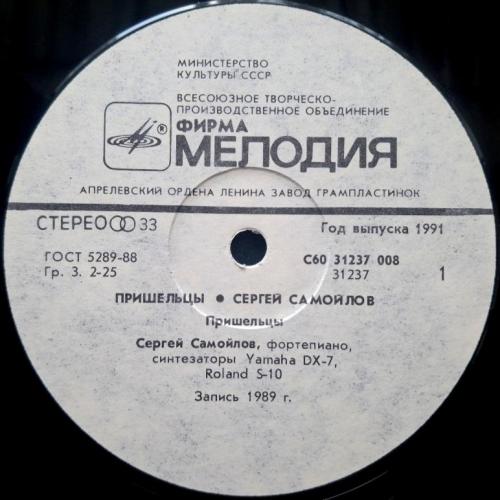 МИНИСТЕРСТВО
КУЛЬТУРЫ СССР
ВСЕСОЮЗНОЕ ТВОРЧЕСКО-
ПРОИЗВОДСТВЕННОЕ ОБЪЕДИНЕНИЕ
® ФИРМА
МЕЛОДИЯ
АПРЕЛЕВСКИЙ ОРДЕНА ЛЕНИНА ЗАВОД ГРАМПЛАСТИНОК
СТЕРЕО 33
Год выпуска 1991
ГОСТ 5289-88
С60 31237 008
Гр. 3. 2-25
31237
1
ПРИШЕЛЬЦЫ ● СЕРГЕЙ САМОЙЛОВ
Пришельцы
Сергей Самойлов, фортепиано,
синтезаторы Yamaha DX-7,
Roland S-10
Запись 1989 г.